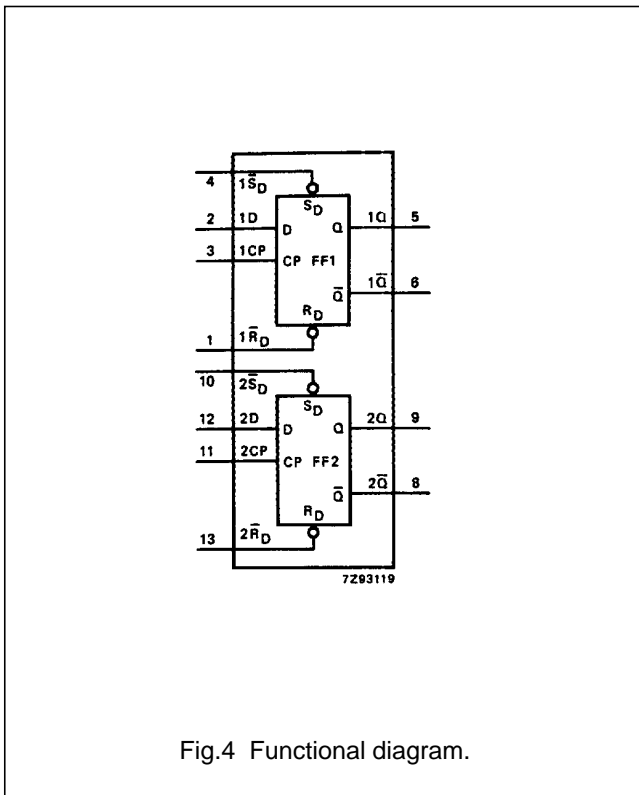 4 1S̅D
SD
2 1D D Q 1Q 5
3 1CP CP FF1
Q̅ 1Q̅ 6
RD
1 1R̅D
10 2S̅D
SD
12 2D D Q 2Q 9
11 2CP CP FF2
Q̅ 2Q̅ 8
RD
13 2R̅D
7Z93119
Fig.4 Functional diagram.